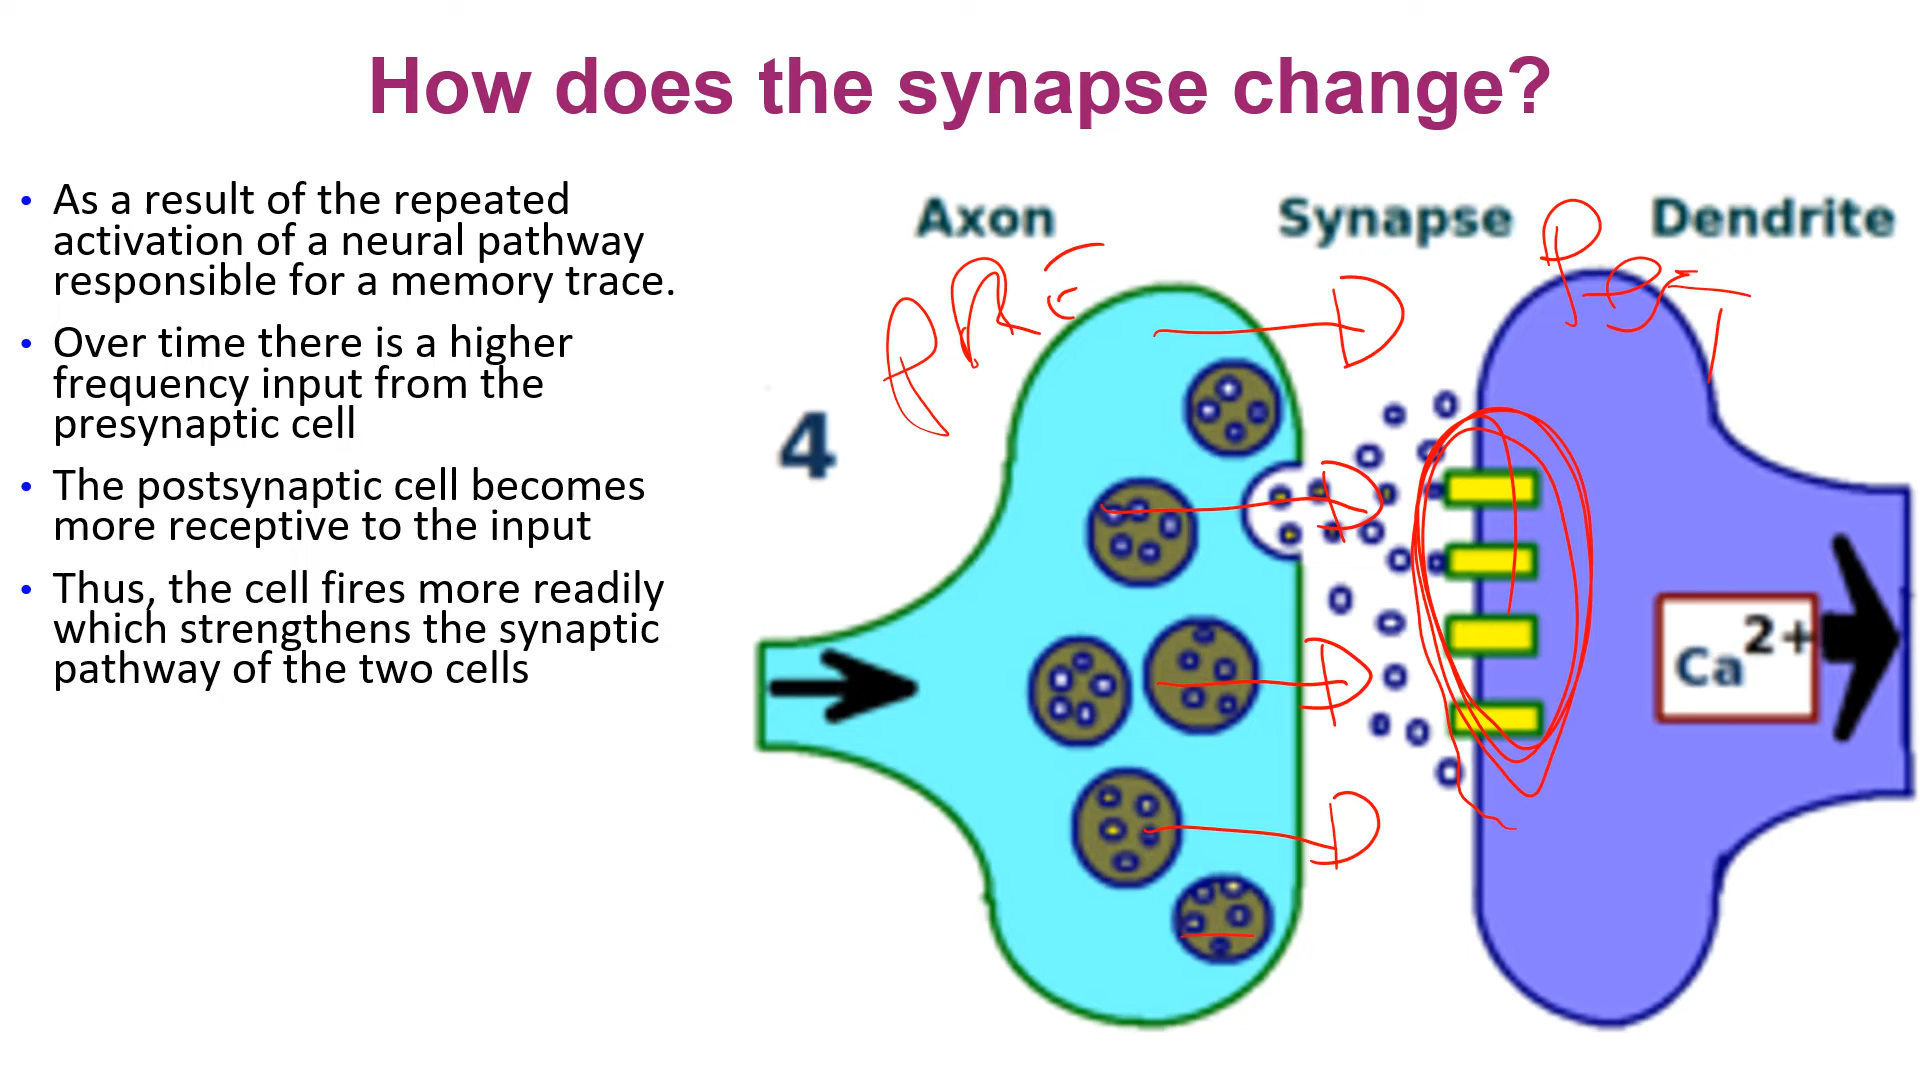 How does the synapse change?
• As a result of the repeated
activation of a neural pathway
responsible for a memory trace.
• Over time there is a higher
frequency input from the
presynaptic cell
• The postsynaptic cell becomes
more receptive to the input
• Thus, the cell fires more readily
which strengthens the synaptic
pathway of the two cells
Axon
Synapse
Dendrite
PRE
POST
4
Ca2+